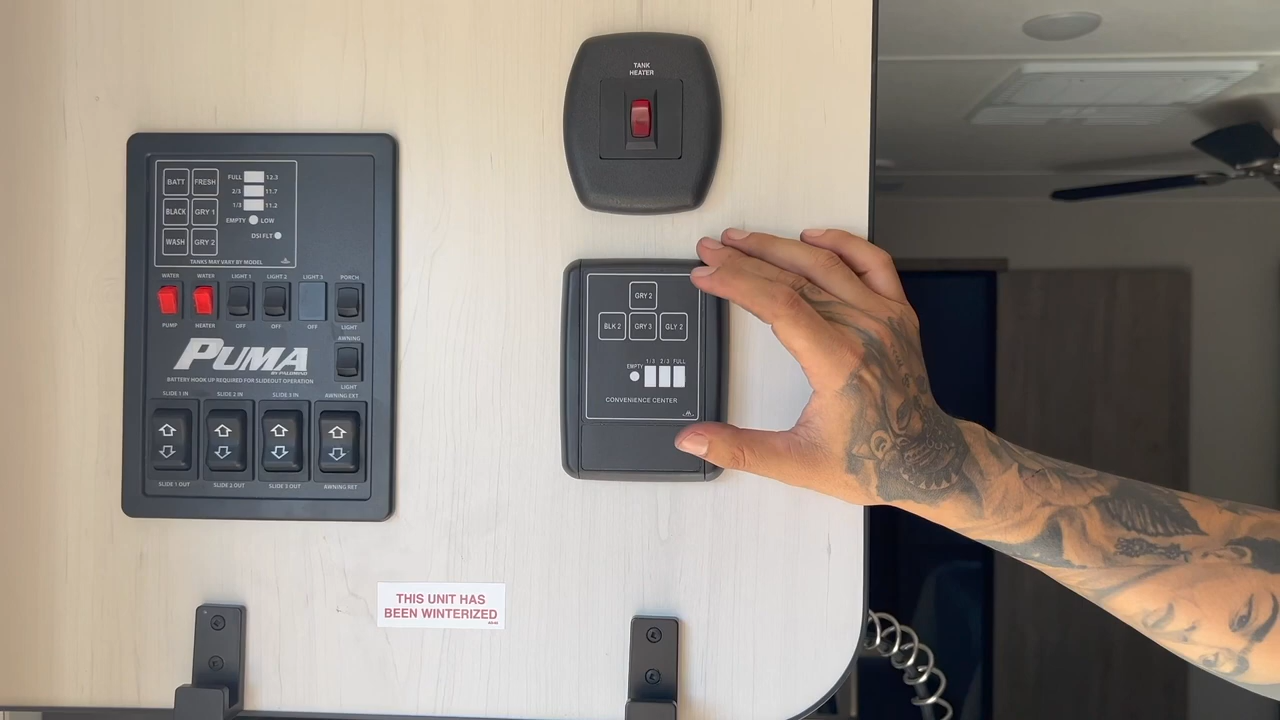 TANK
HEATER
BATT FRESH
BLACK GRY 1
WASH GRY 2
FULL 12.3
2/3 11.7
1/3 11.2
EMPTY LOW
DSI FLT
TANKS MAY VARY BY MODEL
WATER WATER LIGHT 1 LIGHT 2 LIGHT 3 PORCH
PUMP HEATER OFF OFF OFF LIGHT
AWNING
LIGHT
PUMA
BY PALOMINO
BATTERY HOOK UP REQUIRED FOR SLIDEOUT OPERATION
SLIDE 1 IN SLIDE 2 IN SLIDE 3 IN AWNING EXT
SLIDE 1 OUT SLIDE 2 OUT SLIDE 3 OUT AWNING RET
GRY 2
BLK 2 GRY 3 GLY 2
1/3 2/3 FULL
EMPTY
CONVENIENCE CENTER
THIS UNIT HAS
BEEN WINTERIZED